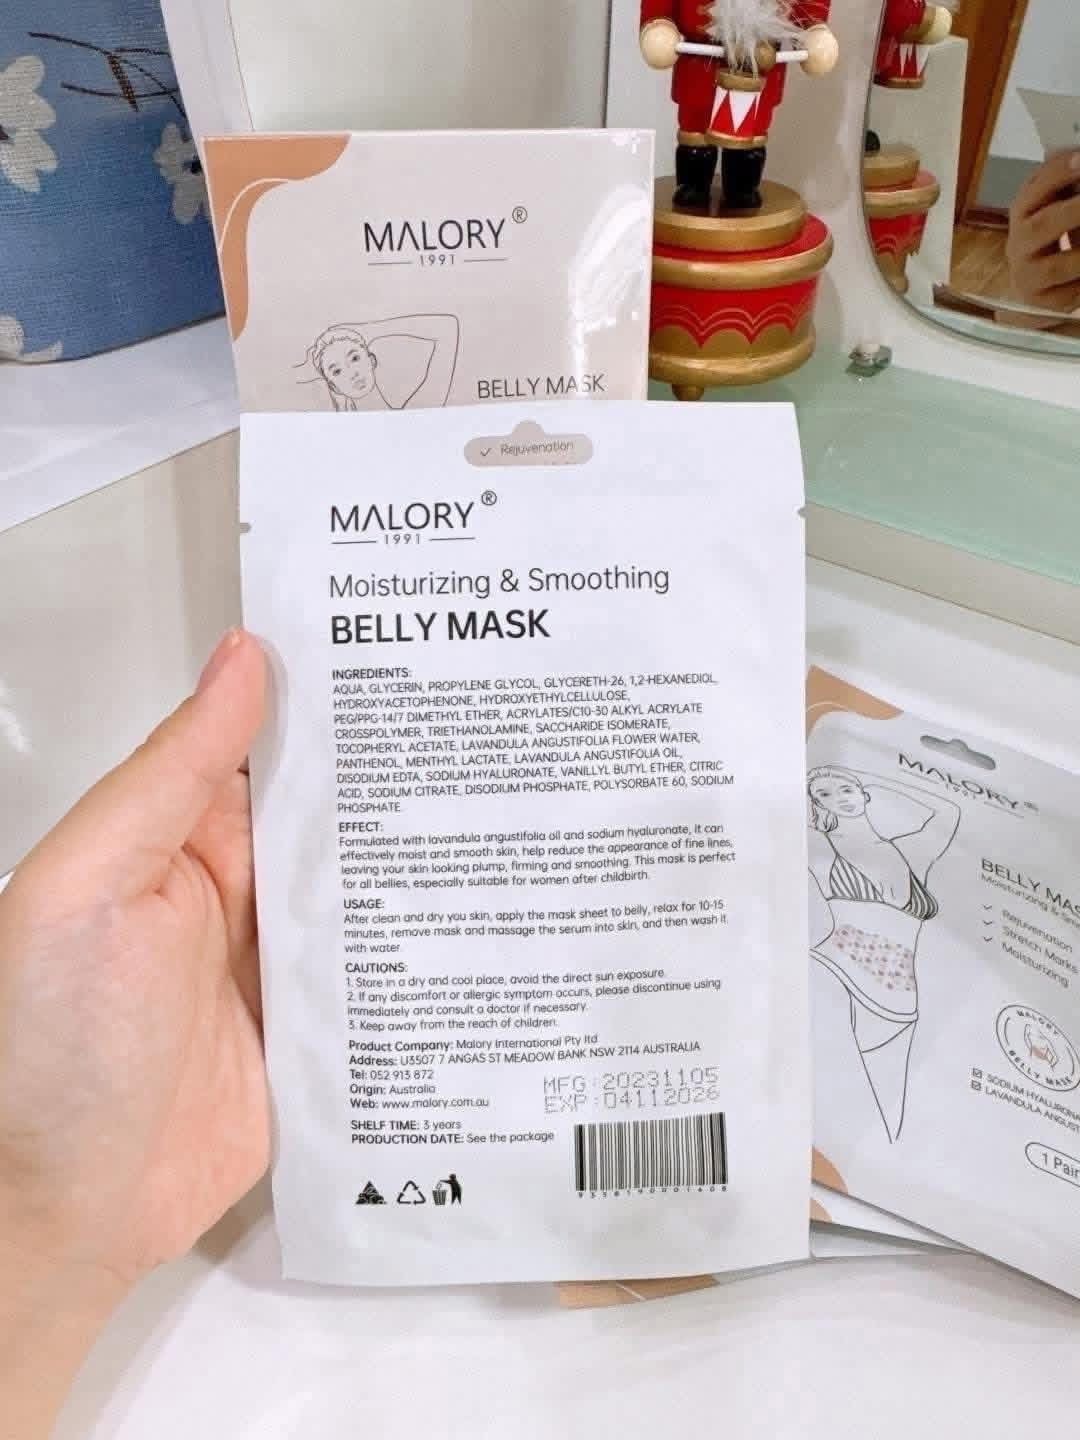 MALORY®
1991
BELLY MASK
✓ Rejuvenation
MALORY®
1991
Moisturizing & Smoothing
BELLY MASK
INGREDIENTS:
AQUA, GLYCERIN, PROPYLENE GLYCOL, GLYCERETH-26, 1,2-HEXANEDIOL,
HYDROXYACETOPHENONE, HYDROXYETHYLCELLULOSE,
PEG/PPG-14/7 DIMETHYL ETHER, ACRYLATES/C10-30 ALKYL ACRYLATE
CROSSPOLYMER, TRIETHANOLAMINE, SACCHARIDE ISOMERATE,
TOCOPHERYL ACETATE, LAVANDULA ANGUSTIFOLIA FLOWER WATER,
PANTHENOL, MENTHYL LACTATE, LAVANDULA ANGUSTIFOLIA OIL,
DISODIUM EDTA, SODIUM HYALURONATE, VANILLYL BUTYL ETHER, CITRIC
ACID, SODIUM CITRATE, DISODIUM PHOSPHATE, POLYSORBATE 60, SODIUM
PHOSPHATE.
EFFECT:
Formulated with lavandula angustifolia oil and sodium hyaluronate, it can
effectively moist and smooth skin, help reduce the appearance of fine lines,
leaving your skin looking plump, firming and smoothing. This mask is perfect
for all bellies, especially suitable for women after childbirth.
USAGE:
After clean and dry you skin, apply the mask sheet to belly, relax for 10-15
minutes, remove mask and massage the serum into skin, and then wash it
with water.
CAUTIONS:
1. Store in a dry and cool place, avoid the direct sun exposure.
2. If any discomfort or allergic symptom occurs, please discontinue using
immediately and consult a doctor if necessary.
3. Keep away from the reach of children.
Product Company: Malory International Pty ltd
Address: U3507 7 ANGAS ST MEADOW BANK NSW 2114 AUSTRALIA
Tel: 052 913 872
Origin: Australia
Web: www.malory.com.au
MFG:20231105
EXP:04112026
SHELF TIME: 3 years
PRODUCTION DATE: See the package
9358190001608
MALORY®
1991
BELLY MAS
Moisturizing & Smo
✓ Rejuvenation
✓ Stretch Marks
✓ Moisturizing
MALORY
BELLY MASK
SODIUM HYALURONA
LAVANDULA ANGUST
1 Pair